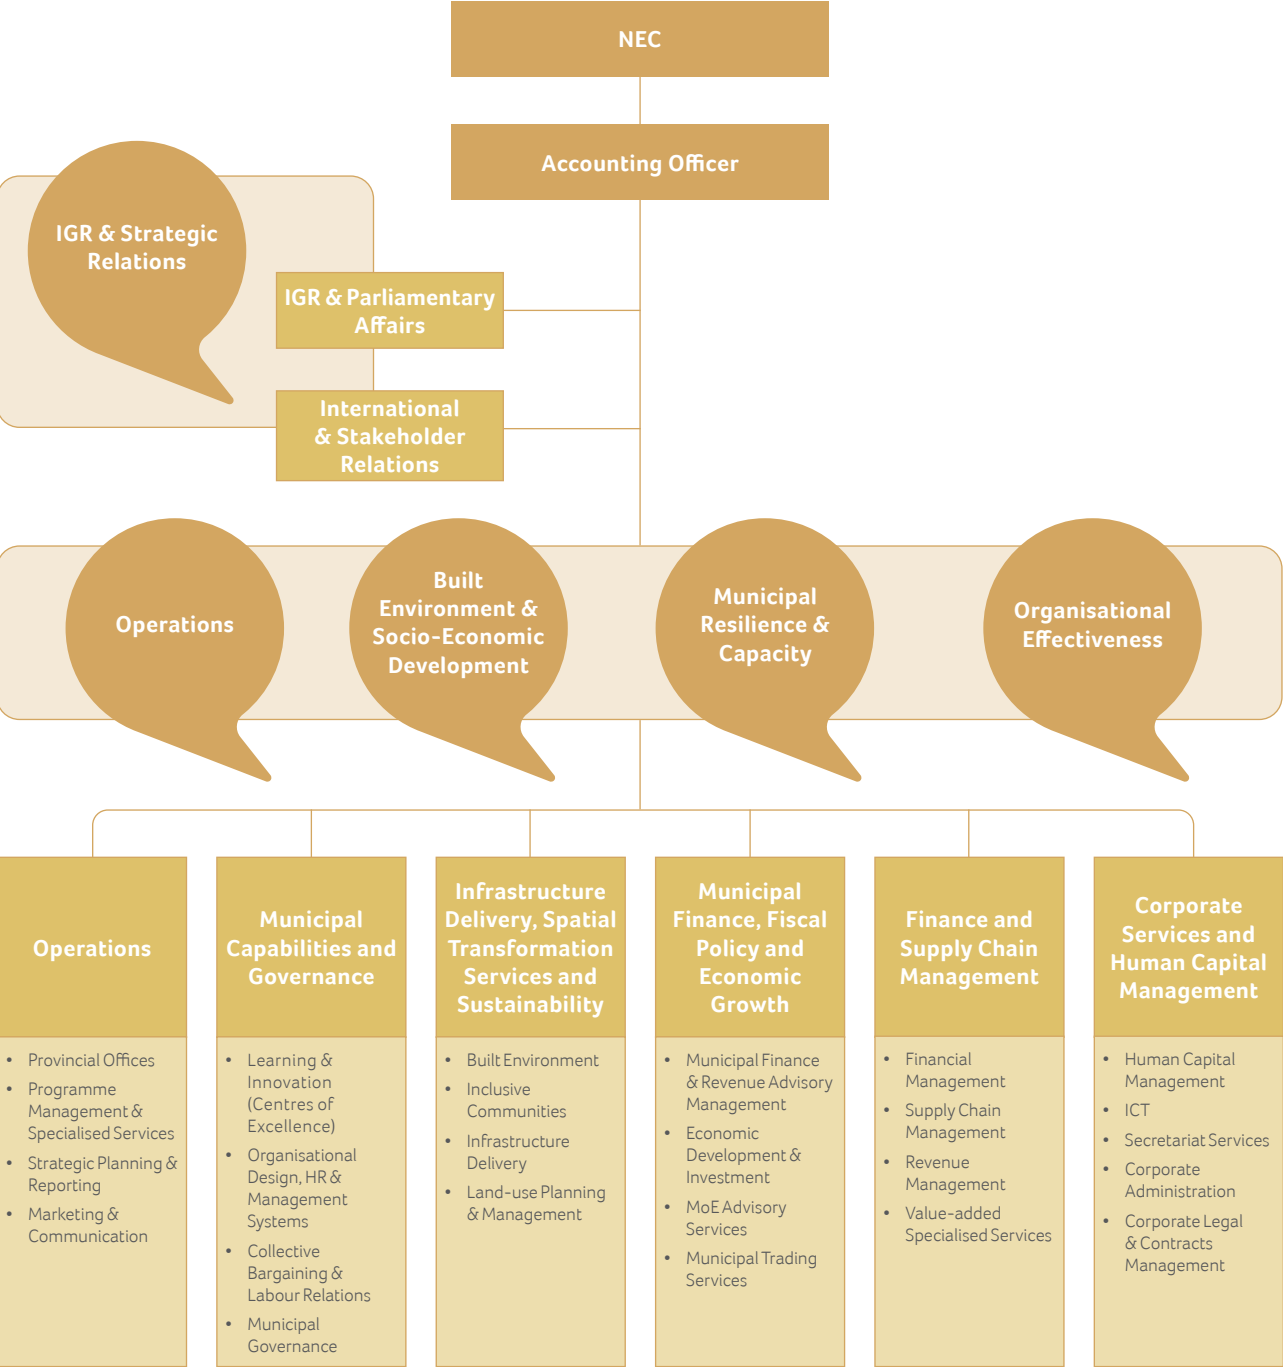 NEC
Accounting Officer
IGR & Strategic
Relations
IGR & Parliamentary
Affairs
International
& Stakeholder
Relations
Operations
Built
Environment &
Socio-Economic
Development
Municipal
Resilience &
Capacity
Organisational
Effectiveness
Operations
• Provincial Offices
• Programme
Management &
Specialised Services
• Strategic Planning &
Reporting
• Marketing &
Communication
Municipal
Capabilities and
Governance
• Learning &
Innovation
(Centres of
Excellence)
• Organisational
Design, HR &
Management
Systems
• Collective
Bargaining &
Labour Relations
• Municipal
Governance
Infrastructure
Delivery, Spatial
Transformation
Services and
Sustainability
• Built Environment
• Inclusive
Communities
• Infrastructure
Delivery
• Land-use Planning
& Management
Municipal
Finance, Fiscal
Policy and
Economic
Growth
• Municipal Finance
& Revenue Advisory
Management
• Economic
Development &
Investment
• MoE Advisory
Services
• Municipal Trading
Services
Finance and
Supply Chain
Management
• Financial
Management
• Supply Chain
Management
• Revenue
Management
• Value-added
Specialised Services
Corporate
Services and
Human Capital
Management
• Human Capital
Management
• ICT
• Secretariat Services
• Corporate
Administration
• Corporate Legal
& Contracts
Management